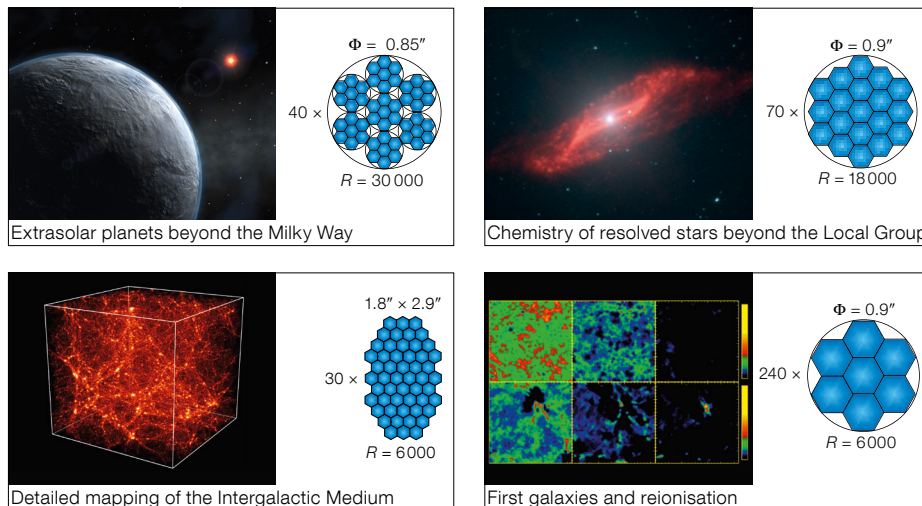 Φ = 0.85″
40 ×
R = 30 000
Extrasolar planets beyond the Milky Way
Φ = 0.9″
70 ×
R = 18 000
Chemistry of resolved stars beyond the Local Group
1.8″ × 2.9″
30 ×
R = 6000
Detailed mapping of the Intergalactic Medium
Φ = 0.9″
240 ×
R = 6000
First galaxies and reionisation